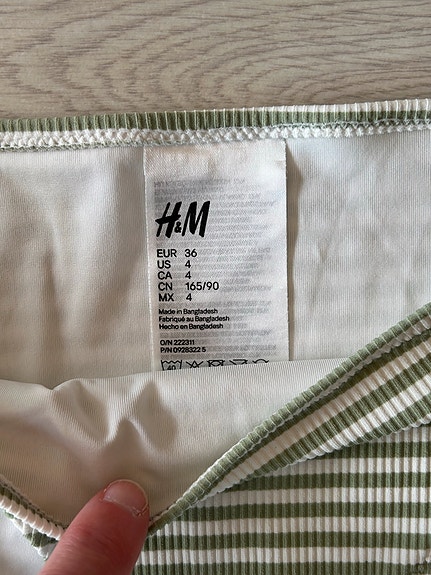 H&M
EUR 36
US 4
CA 4
CN 165/90
MX 4
Made in Bangladesh
Fabriqué au Bangladesh
Hecho en Bangladesh
O/N 222311
P/N 0928322 5
40